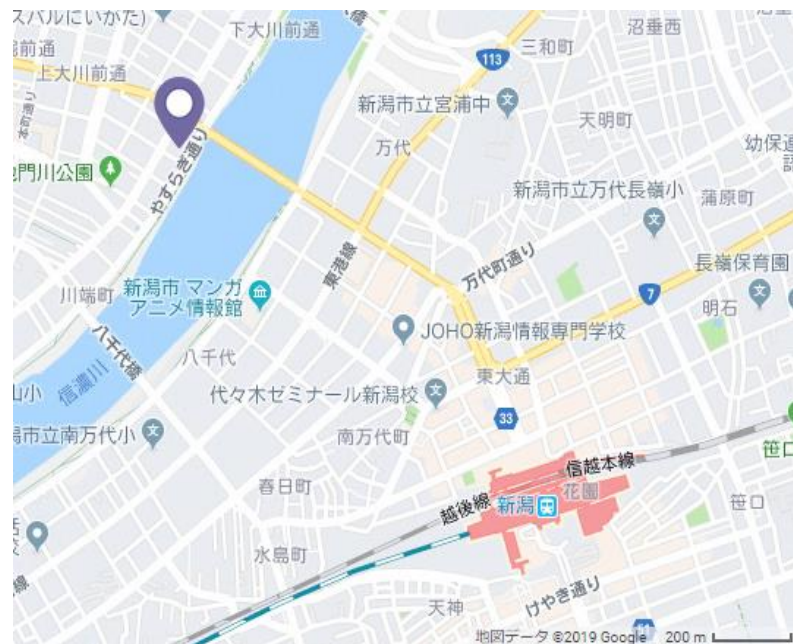 スバルにいがた)
下大川前通
沼垂西
三和町
前通
上大川前通
113
新潟市立宮浦中
天明町
本町通り
万代
やすらぎ通り
門川公園
新潟市立万代長嶺小
蒲原町
東港線
万代町通り
長嶺保育園
川端町
新潟市 マンガ
アニメ情報館
7
明石
JOHO新潟情報専門学校
八千代橋
八千代
東大通
信濃川
代々木ゼミナール新潟校
33
市立南万代小
南万代町
信越本線
笹口
花園
春日町
越後線
新潟
笹口
水島町
けやき通り
天神
地図データ ©2019 Google
200 m